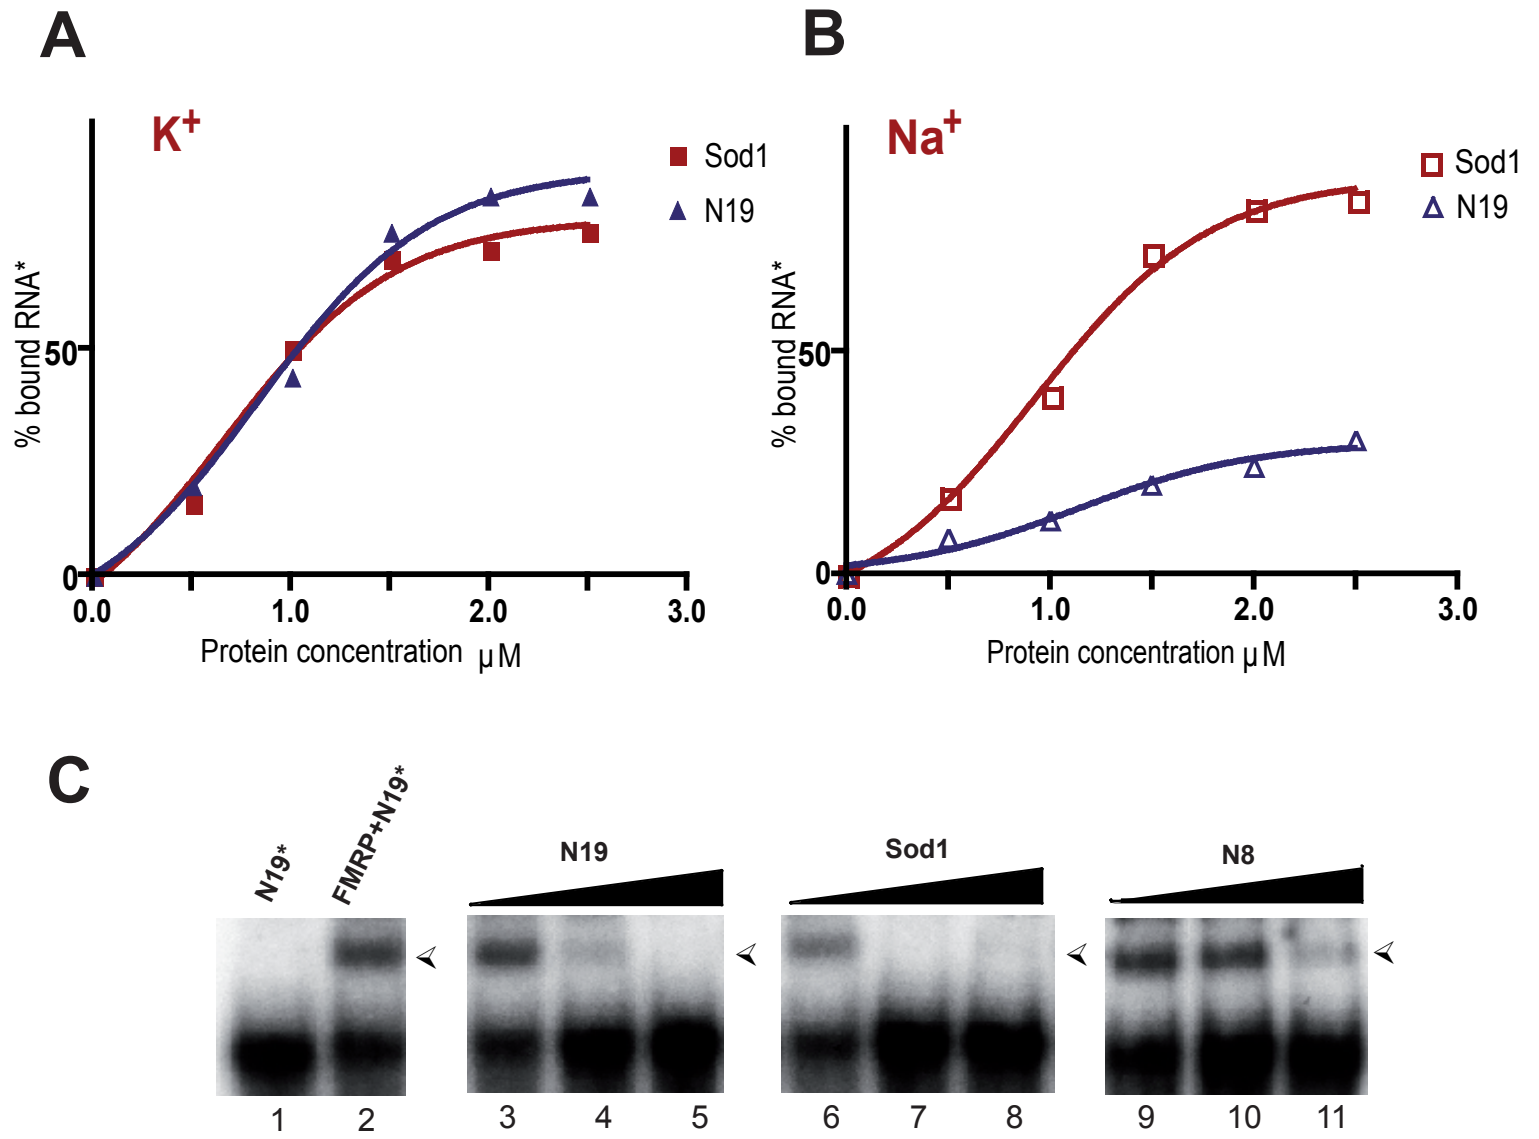 A
K+
Sod1
N19
% bound RNA*
50
0
0.0 1.0 2.0 3.0
Protein concentration µM
B
Na+
Sod1
N19
% bound RNA*
50
0
0.0 1.0 2.0 3.0
Protein concentration µM
C
N19* FMRP+N19* N19 Sod1 N8
1 2 3 4 5 6 7 8 9 10 11